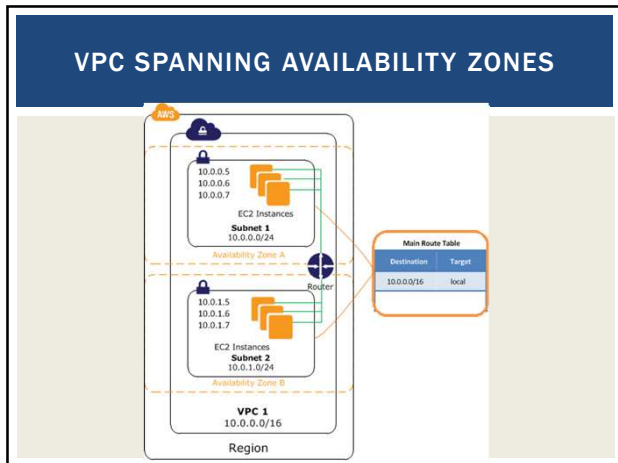 VPC SPANNING AVAILABILITY ZONES
AWS
10.0.0.5
10.0.0.6
10.0.0.7
EC2 Instances
Subnet 1
10.0.0.0/24
Availability Zone A
Router
Main Route Table
Destination Target
10.0.0.0/16 local
10.0.1.5
10.0.1.6
10.0.1.7
EC2 Instances
Subnet 2
10.0.1.0/24
Availability Zone B
VPC 1
10.0.0.0/16
Region